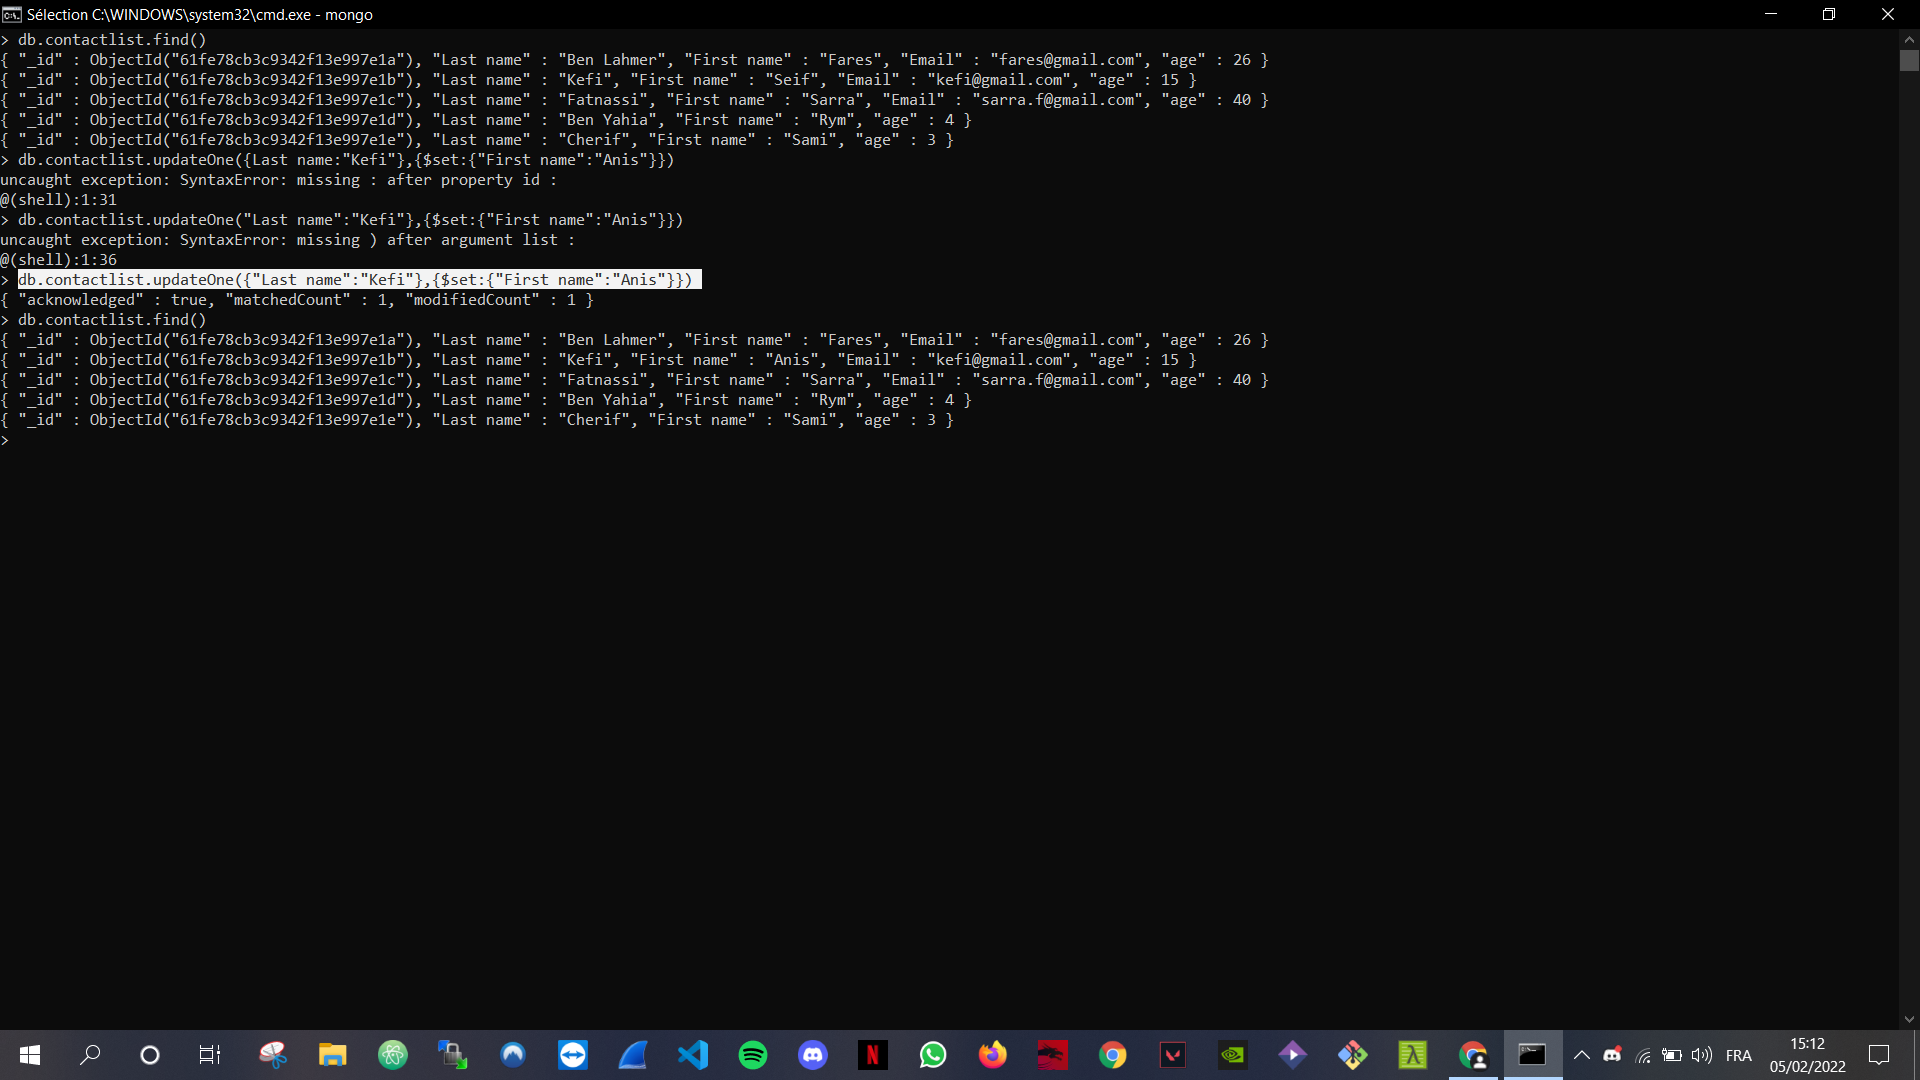 Sélection C:\WINDOWS\system32\cmd.exe - mongo
> db.contactlist.find()
{ "_id" : ObjectId("61fe78cb3c9342f13e997e1a"), "Last name" : "Ben Lahmer", "First name" : "Fares", "Email" : "fares@gmail.com", "age" : 26 }
{ "_id" : ObjectId("61fe78cb3c9342f13e997e1b"), "Last name" : "Kefi", "First name" : "Seif", "Email" : "kefi@gmail.com", "age" : 15 }
{ "_id" : ObjectId("61fe78cb3c9342f13e997e1c"), "Last name" : "Fatnassi", "First name" : "Sarra", "Email" : "sarra.f@gmail.com", "age" : 40 }
{ "_id" : ObjectId("61fe78cb3c9342f13e997e1d"), "Last name" : "Ben Yahia", "First name" : "Rym", "age" : 4 }
{ "_id" : ObjectId("61fe78cb3c9342f13e997e1e"), "Last name" : "Cherif", "First name" : "Sami", "age" : 3 }
> db.contactlist.updateOne({Last name:"Kefi"},{$set:{"First name":"Anis"}})
uncaught exception: SyntaxError: missing : after property id :
@(shell):1:31
> db.contactlist.updateOne("Last name":"Kefi"},{$set:{"First name":"Anis"}})
uncaught exception: SyntaxError: missing ) after argument list :
@(shell):1:36
> db.contactlist.updateOne({"Last name":"Kefi"},{$set:{"First name":"Anis"}})
{ "acknowledged" : true, "matchedCount" : 1, "modifiedCount" : 1 }
> db.contactlist.find()
{ "_id" : ObjectId("61fe78cb3c9342f13e997e1a"), "Last name" : "Ben Lahmer", "First name" : "Fares", "Email" : "fares@gmail.com", "age" : 26 }
{ "_id" : ObjectId("61fe78cb3c9342f13e997e1b"), "Last name" : "Kefi", "First name" : "Anis", "Email" : "kefi@gmail.com", "age" : 15 }
{ "_id" : ObjectId("61fe78cb3c9342f13e997e1c"), "Last name" : "Fatnassi", "First name" : "Sarra", "Email" : "sarra.f@gmail.com", "age" : 40 }
{ "_id" : ObjectId("61fe78cb3c9342f13e997e1d"), "Last name" : "Ben Yahia", "First name" : "Rym", "age" : 4 }
{ "_id" : ObjectId("61fe78cb3c9342f13e997e1e"), "Last name" : "Cherif", "First name" : "Sami", "age" : 3 }
>
FRA
15:12
05/02/2022